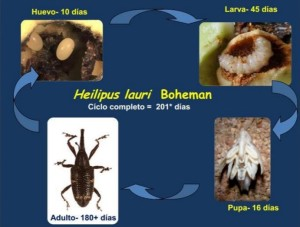 Huevo- 10 días
Larva- 45 días
Heilipus lauri Boheman
Ciclo completo = 201* días
Adulto- 180+ días
Pupa- 16 días